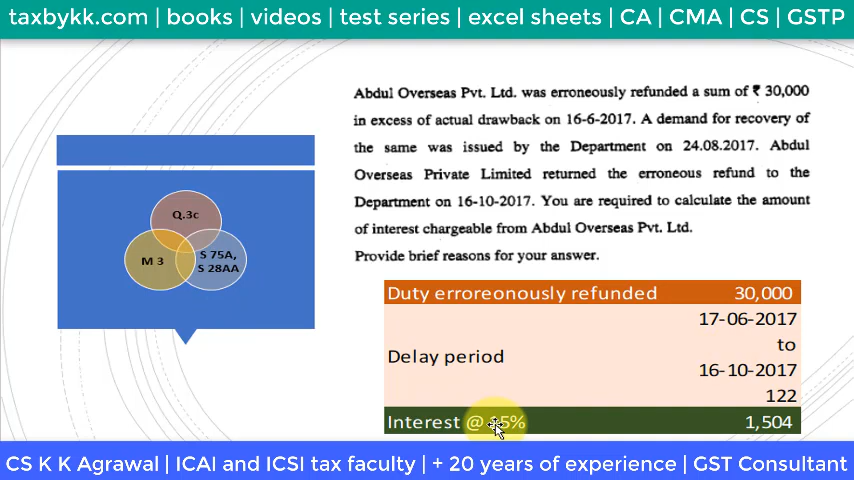 taxbykk.com | books | videos | test series | excel sheets | CA | CMA | CS | GSTP
Abdul Overseas Pvt. Ltd. was erroneously refunded a sum of ₹ 30,000
in excess of actual drawback on 16-6-2017. A demand for recovery of
the same was issued by the Department on 24.08.2017. Abdul
Overseas Private Limited returned the erroneous refund to the
Department on 16-10-2017. You are required to calculate the amount
of interest chargeable from Abdul Overseas Pvt. Ltd.
Provide brief reasons for your answer.
Q.3c
M 3
S 75A,
S 28AA
Duty erroreonously refunded 30,000
17-06-2017
to
Delay period
16-10-2017
122
Interest @ 15% 1,504
CS K K Agrawal | ICAI and ICSI tax faculty | + 20 years of experience | GST Consultant